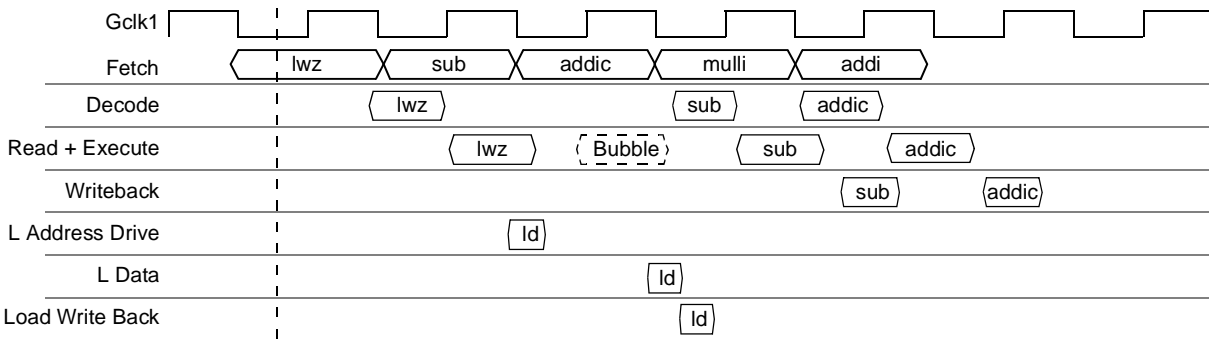 Gclk1
Fetch lwz sub addic mulli addi
Decode lwz sub addic
Read + Execute lwz Bubble sub addic
Writeback sub addic
L Address Drive ld
L Data ld
Load Write Back ld